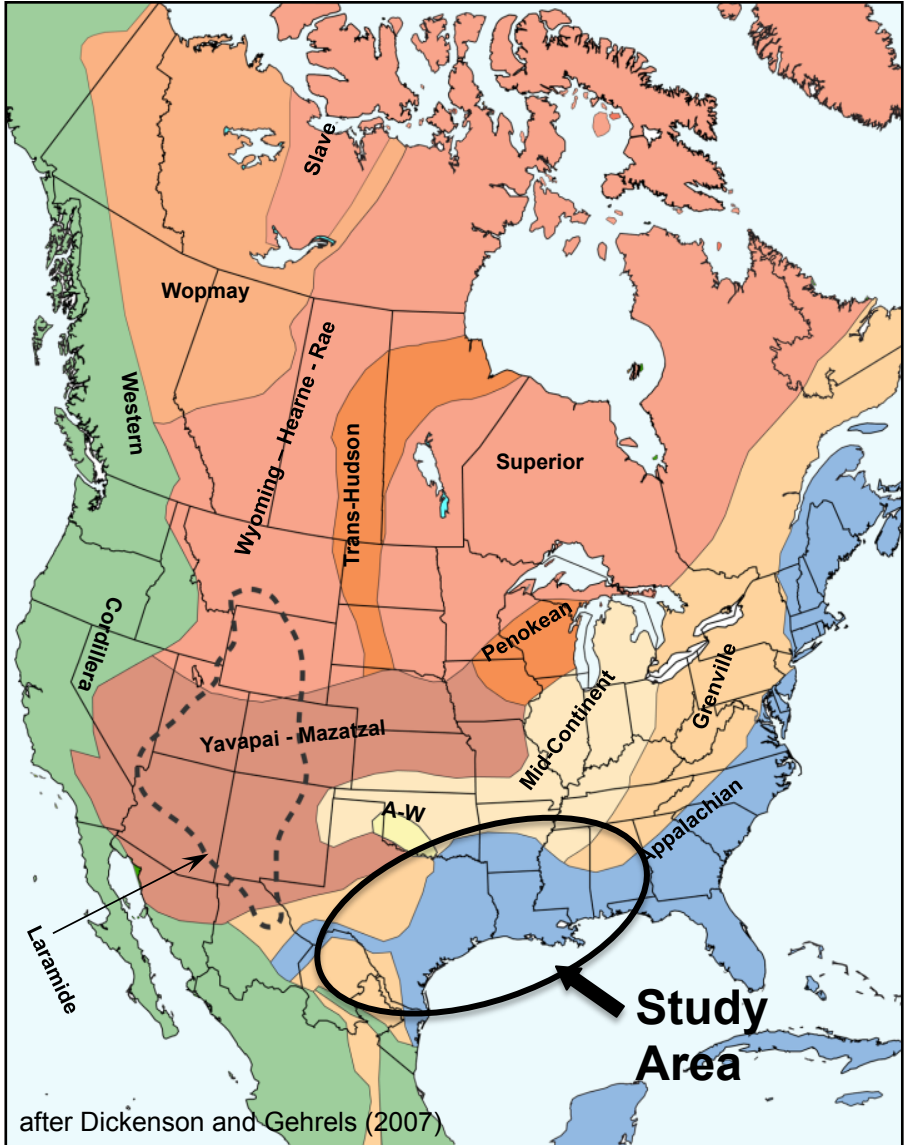 Slave
Wopmay
Western
Wyoming - Hearne - Rae
Trans-Hudson
Superior
Cordillera
Penokean
Yavapai - Mazatzal
Mid-Continent
Grenville
A-W
Appalachian
Laramide
Study
Area
after Dickenson and Gehrels (2007)